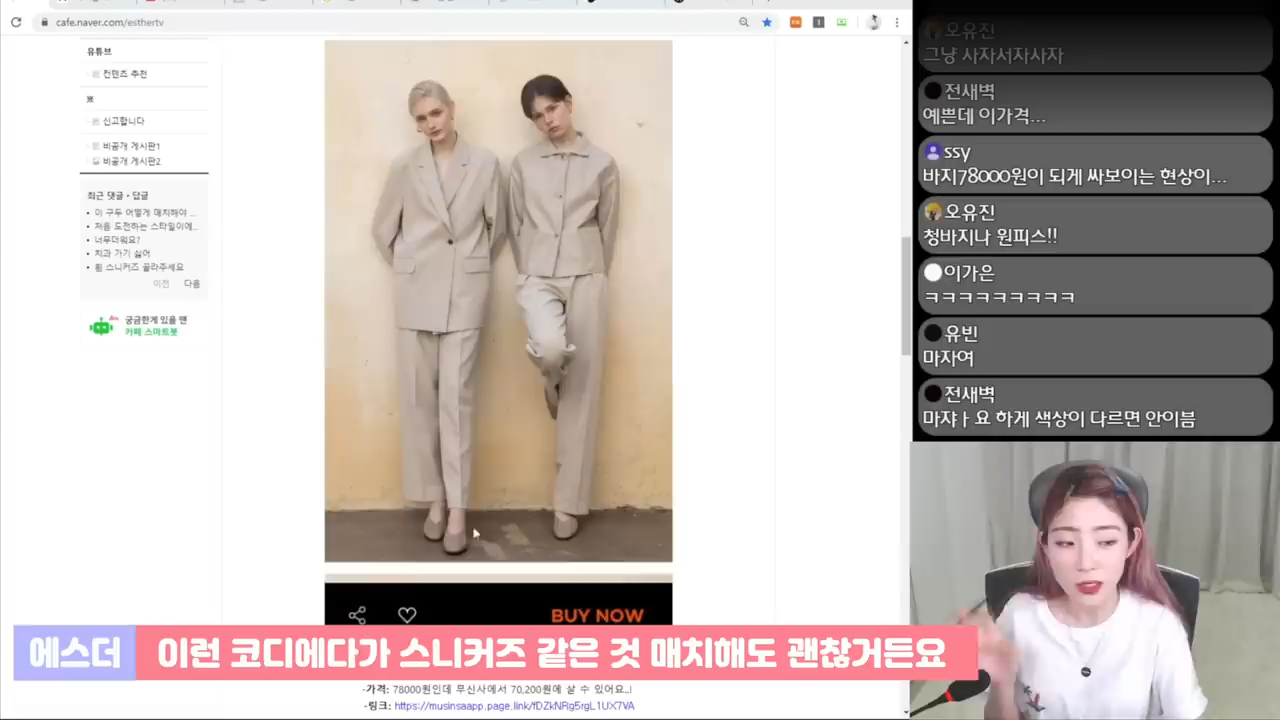 cafe.naver.com/esthertv
유튜브
컨텐츠 추천
※
신고합니다
비공개 게시판1
비공개 게시판2
최근 댓글 · 답글
이 구두 어떻게 매치해야 ...
처음 도전하는 스타일이에...
너무더워요?
치과 가기 싫어
흰 스니커즈 골라주세요
이전 다음
궁금한게 있을 땐
카페 스마트봇
BUY NOW
-가격: 78000원인데 무신사에서 70,200원에 살 수 있어요..!
-링크: https://musinsaapp.page.link/fDZkNRg5rgL1UX7VA
오유진
그냥 사자서자사자
전새벽
예쁜데 이가격...
ssy
바지78000원이 되게 싸보이는 현상이...
오유진
청바지나 원피스!!
이가은
ㅋㅋㅋㅋㅋㅋㅋㅋㅋ
유빈
마자여
전새벽
마쟈ㅏ요 하게 색상이 다르면 안이븜
에스더 이런 코디에다가 스니커즈 같은 것 매치해도 괜찮거든요